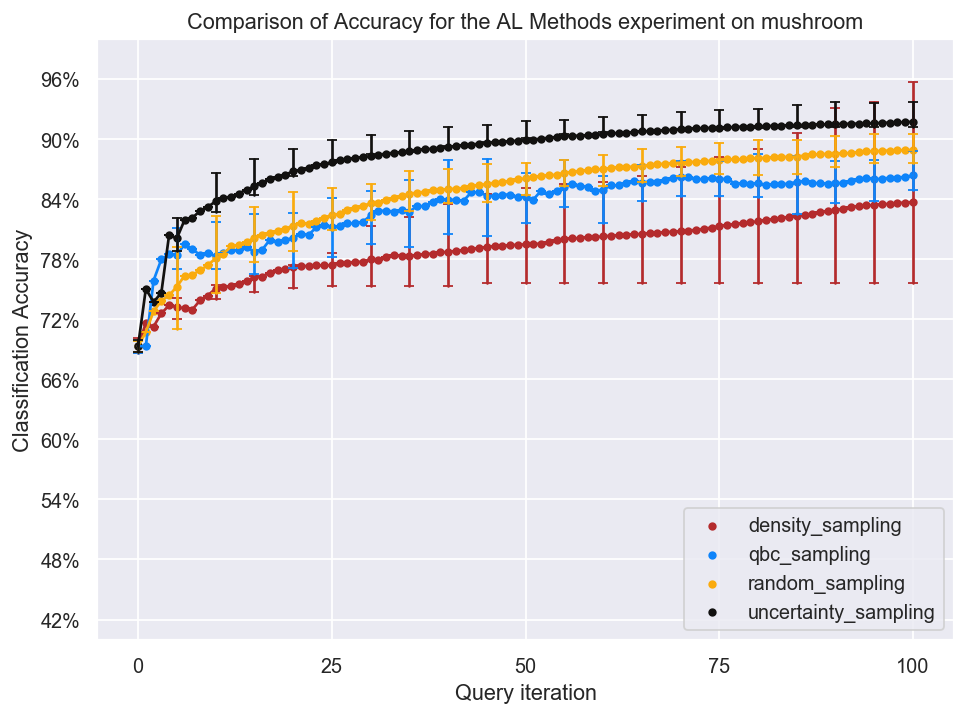 Comparison of Accuracy for the AL Methods experiment on mushroom
Classification Accuracy
96%
90%
84%
78%
72%
66%
60%
54%
48%
42%
density_sampling
qbc_sampling
random_sampling
uncertainty_sampling
0 25 50 75 100
Query iteration